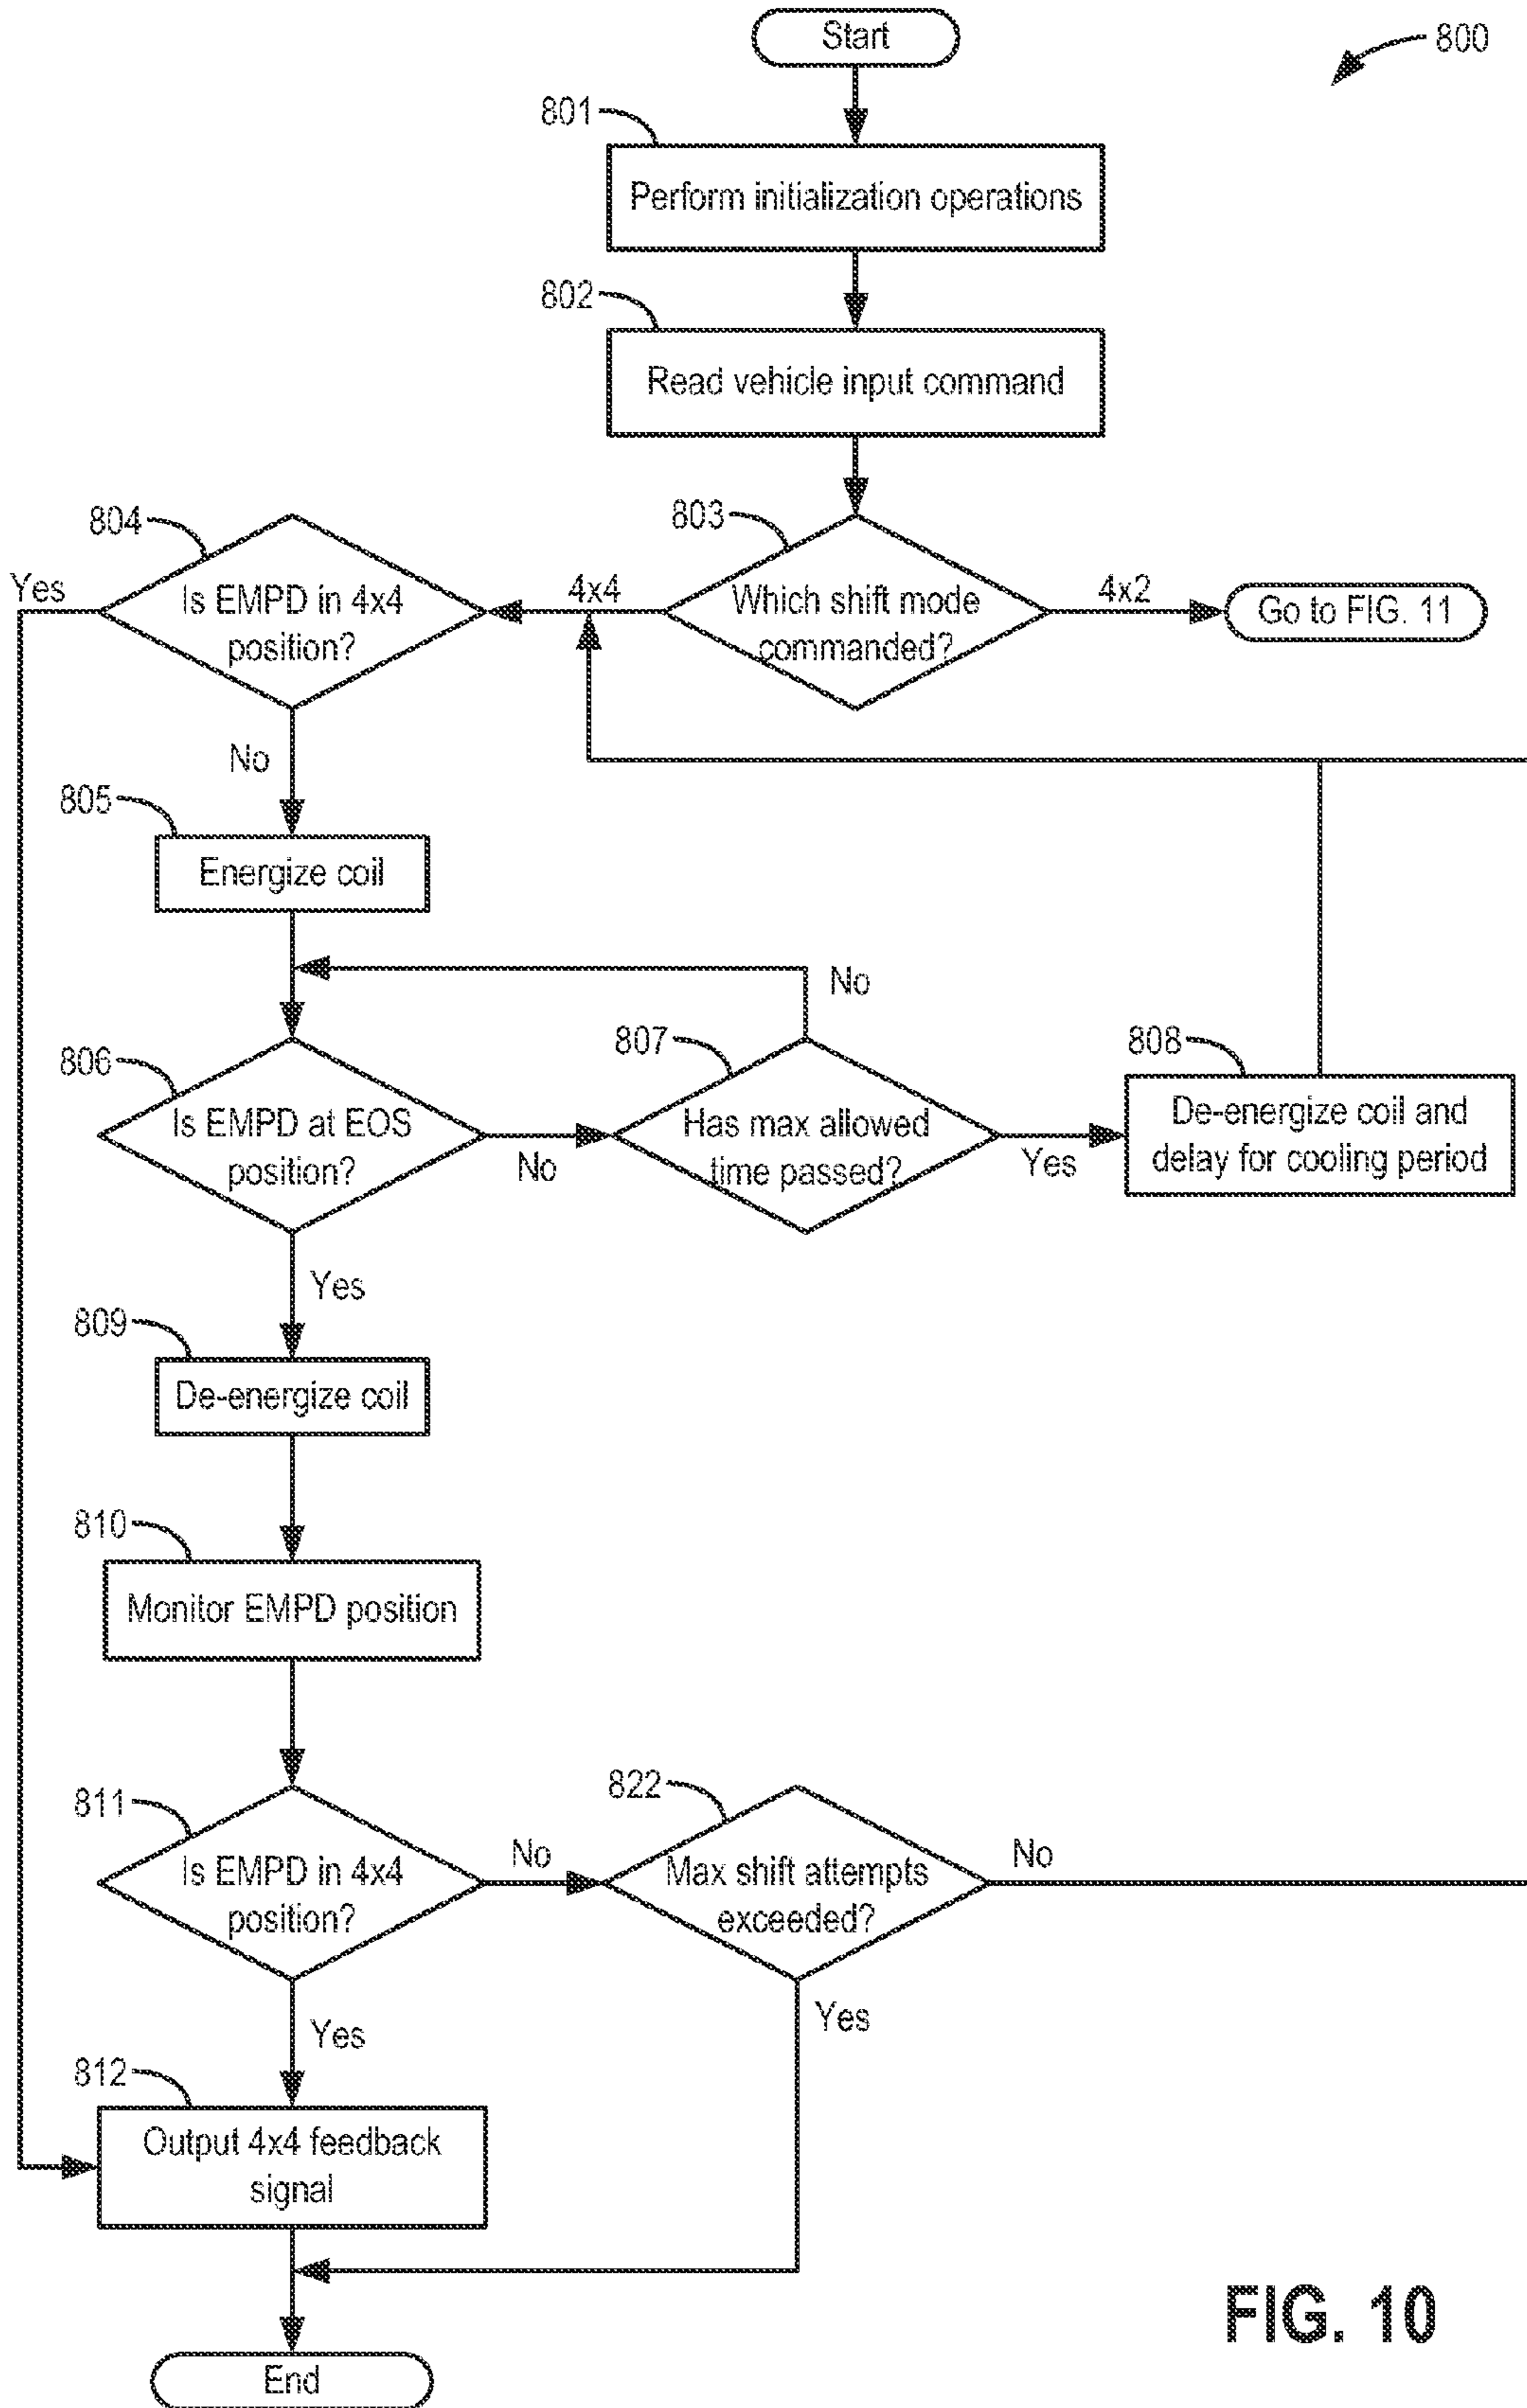 Start
800
801
Perform initialization operations
802
Read vehicle input command
803
Which shift mode
commanded?
4x4
4x2
Go to FIG. 11
804
Is EMPD in 4x4
position?
Yes
No
805
Energize coil
806
Is EMPD at EOS
position?
No
807
Has max allowed
time passed?
No
Yes
808
De-energize coil and
delay for cooling period
Yes
809
De-energize coil
810
Monitor EMPD position
811
Is EMPD in 4x4
position?
No
822
Max shift attempts
exceeded?
No
Yes
Yes
812
Output 4x4 feedback
signal
End
FIG. 10